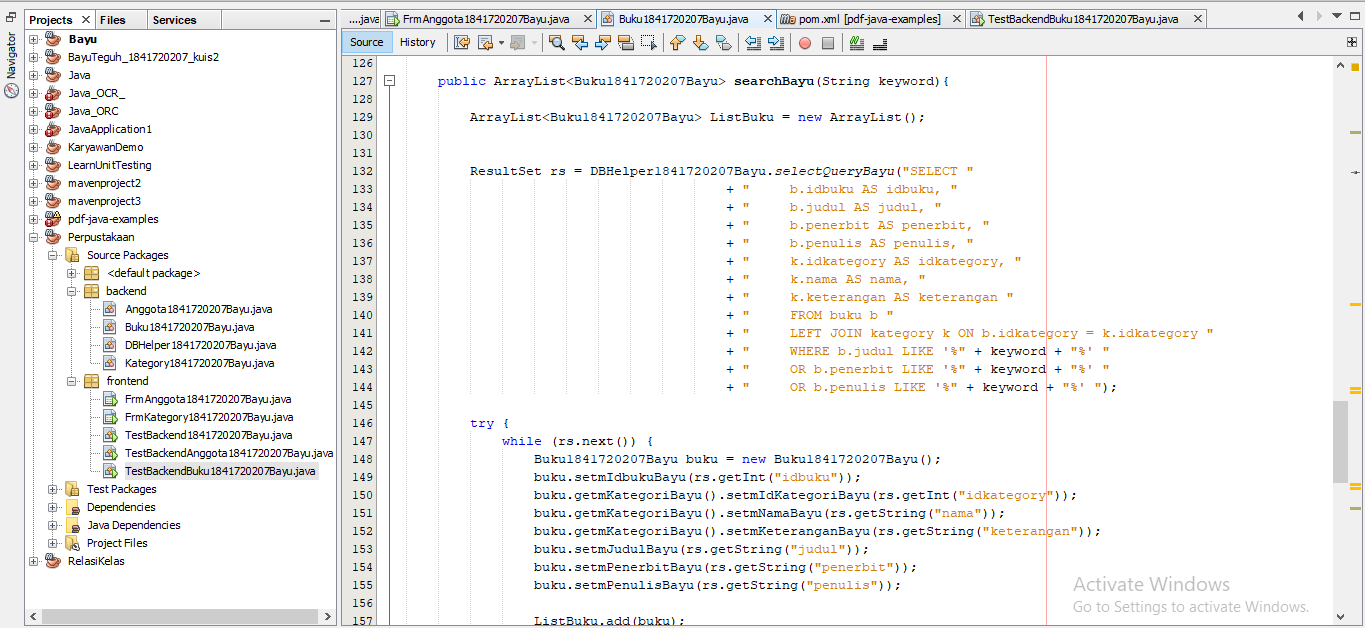 Navigator
Projects
Files
Services
Bayu
BayuTeguh_1841720207_kuis2
Java
Java_OCR_
Java_ORC
JavaApplication1
KaryawanDemo
LearnUnitTesting
mavenproject2
mavenproject3
pdf-java-examples
Perpustakaan
Source Packages
<default package>
backend
Anggota1841720207Bayu.java
Buku1841720207Bayu.java
DBHelper1841720207Bayu.java
Kategory1841720207Bayu.java
frontend
FrmAnggota1841720207Bayu.java
FrmKategory1841720207Bayu.java
TestBackend1841720207Bayu.java
TestBackendAnggota1841720207Bayu.java
TestBackendBuku1841720207Bayu.java
Test Packages
Dependencies
Java Dependencies
Project Files
RelasiKelas
....java FrmAnggota1841720207Bayu.java Buku1841720207Bayu.java pom.xml [pdf-java-examples] TestBackendBuku1841720207Bayu.java
Source History
126
127 public ArrayList<Buku1841720207Bayu> searchBayu(String keyword){
128
129 ArrayList<Buku1841720207Bayu> ListBuku = new ArrayList();
130
131
132 ResultSet rs = DBHelper1841720207Bayu.selectQueryBayu("SELECT "
133 + "     b.idbuku AS idbuku, "
134 + "     b.judul AS judul, "
135 + "     b.penerbit AS penerbit, "
136 + "     b.penulis AS penulis, "
137 + "     k.idkategory AS idkategory, "
138 + "     k.nama AS nama, "
139 + "     k.keterangan AS keterangan "
140 + "     FROM buku b "
141 + "     LEFT JOIN kategory k ON b.idkategory = k.idkategory "
142 + "     WHERE b.judul LIKE '%" + keyword + "%' "
143 + "     OR b.penerbit LIKE '%" + keyword + "%' "
144 + "     OR b.penulis LIKE '%" + keyword + "%' ");
145
146 try {
147 while (rs.next()) {
148 Buku1841720207Bayu buku = new Buku1841720207Bayu();
149 buku.setmIdbukuBayu(rs.getInt("idbuku"));
150 buku.getmKategoriBayu().setmIdKategoriBayu(rs.getInt("idkategory"));
151 buku.getmKategoriBayu().setmNamaBayu(rs.getString("nama"));
152 buku.getmKategoriBayu().setmKeteranganBayu(rs.getString("keterangan"));
153 buku.setmJudulBayu(rs.getString("judul"));
154 buku.setmPenerbitBayu(rs.getString("penerbit"));
155 buku.setmPenulisBayu(rs.getString("penulis"));
156
157 ListBuku.add(buku);
Activate Windows
Go to Settings to activate Windows.